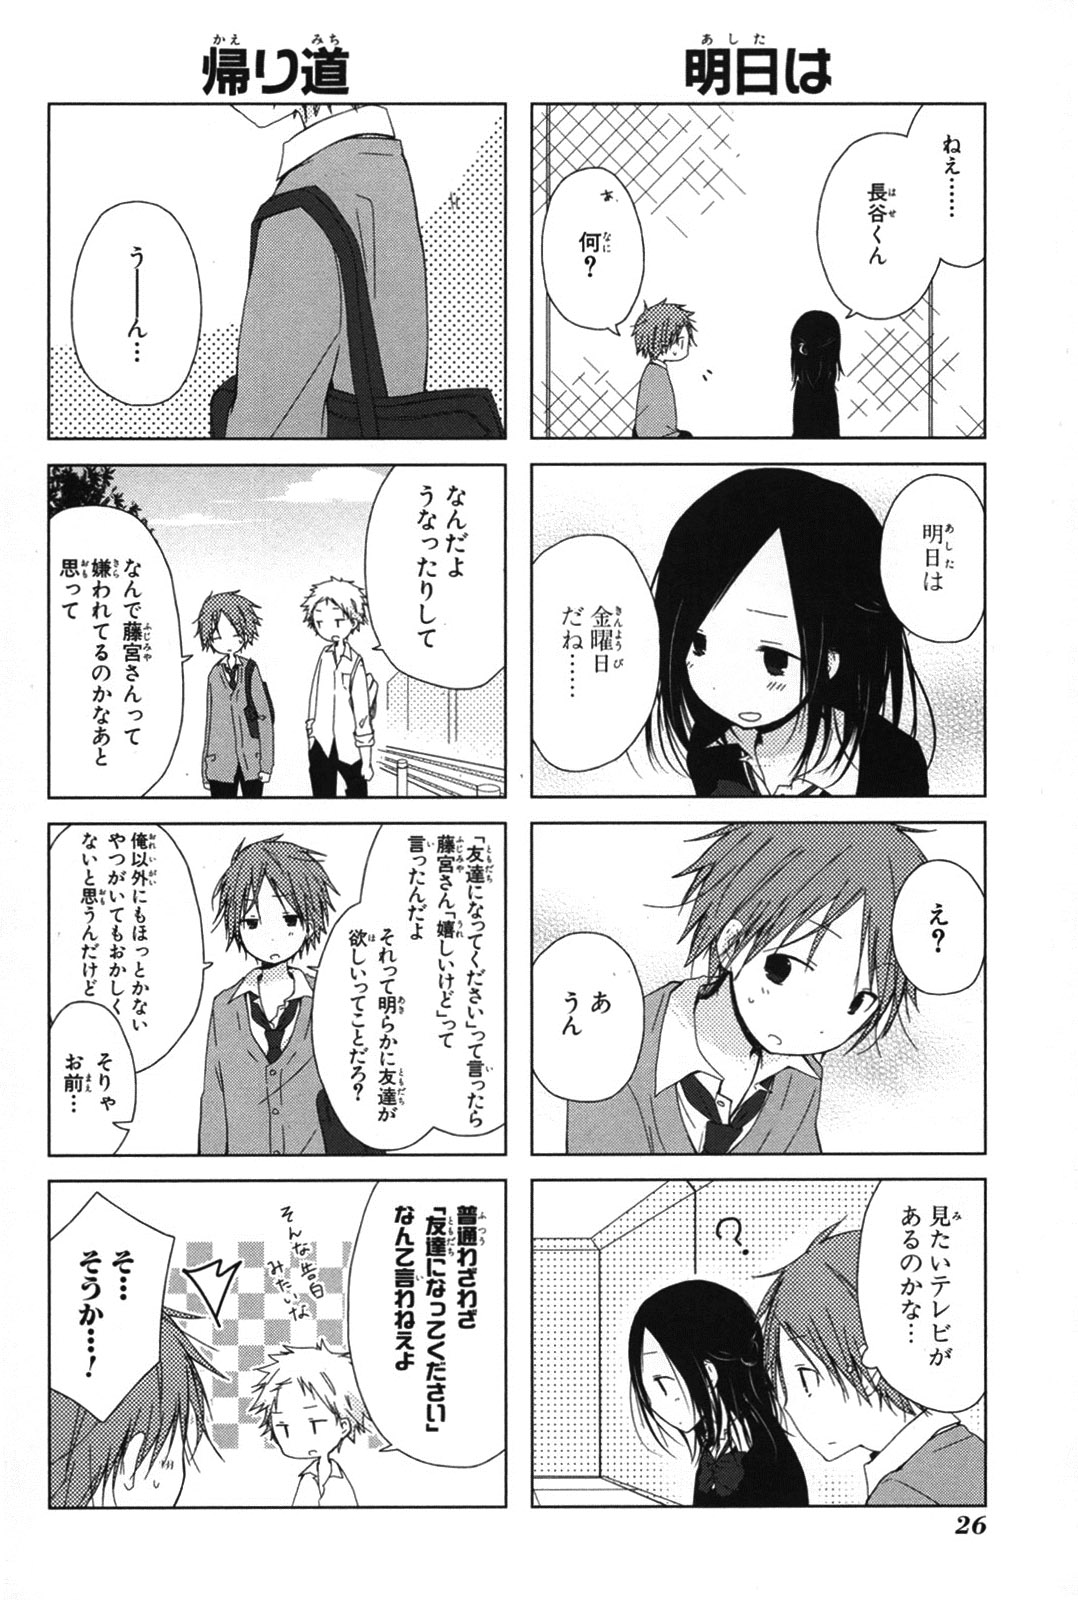 明日は
ねえ……
長谷くん
あ、
何？
明日は
金曜日
だね……
え？
あ
うん
見たいテレビが
あるのかな…
？
帰り道
うーーん…
なんだよ
うなったりして
なんで藤宮さんって
嫌われてるのかなあと
思って
「友達になってください」って言ったら
藤宮さん「嬉しいけど」って
言ったんだよ
それって明らかに友達が
欲しいってことだろ？
俺以外にもほっとかない
やつがいてもおかしく
ないと思うんだけど
そりゃ
お前…
普通わざわざ
「友達になってください」
なんて言わねえよ
そんな告白
みたいな
そ…
そうか…！
26